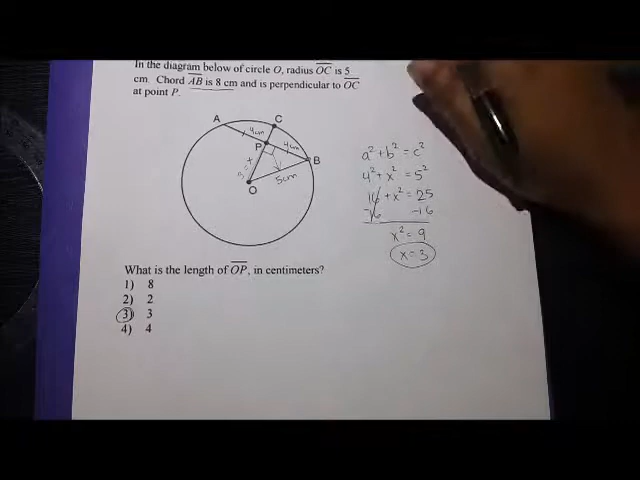 In the diagram below of circle O, radius OC is 5
cm. Chord AB is 8 cm and is perpendicular to OC
at point P.
A
C
4cm
P
4cm
B
3 = x
5cm
O
a² + b² = c²
4² + x² = 5²
16 + x² = 25
-16 -16
x² = 9
x = 3
What is the length of OP, in centimeters?
1) 8
2) 2
3) 3
4) 4